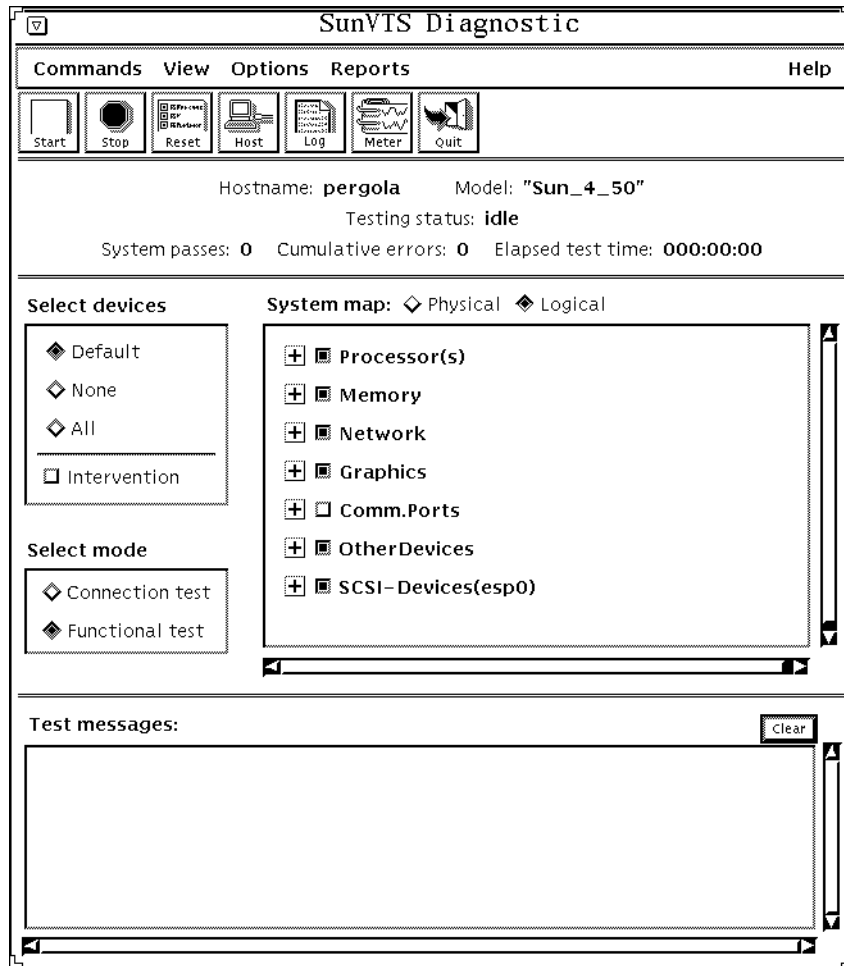 SunVTS Diagnostic
Commands View Options Reports Help
Start Stop Reset Host Log Meter Quit
Hostname: pergola Model: "Sun_4_50"
Testing status: idle
System passes: 0 Cumulative errors: 0 Elapsed test time: 000:00:00
Select devices
Default
None
All
Intervention
Select mode
Connection test
Functional test
System map: Physical Logical
Processor(s)
Memory
Network
Graphics
Comm.Ports
OtherDevices
SCSI-Devices(esp0)
Test messages:
Clear